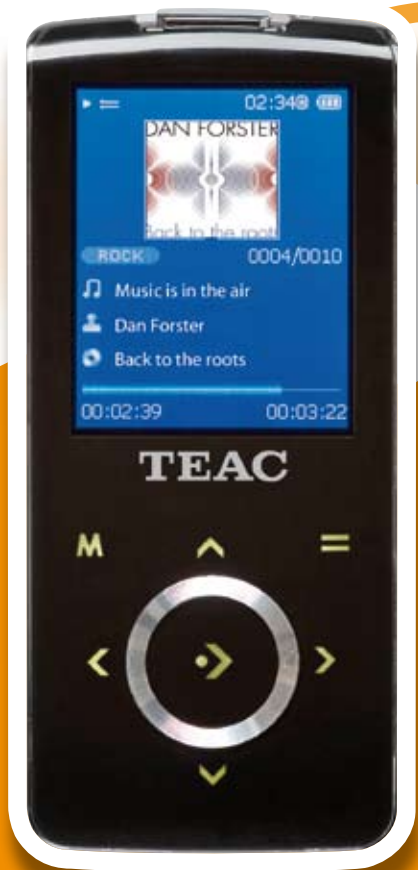 02:34
DAN FORSTER
Back to the roots
ROCK 0004/0010
Music is in the air
Dan Forster
Back to the roots
00:02:39 00:03:22
TEAC
M